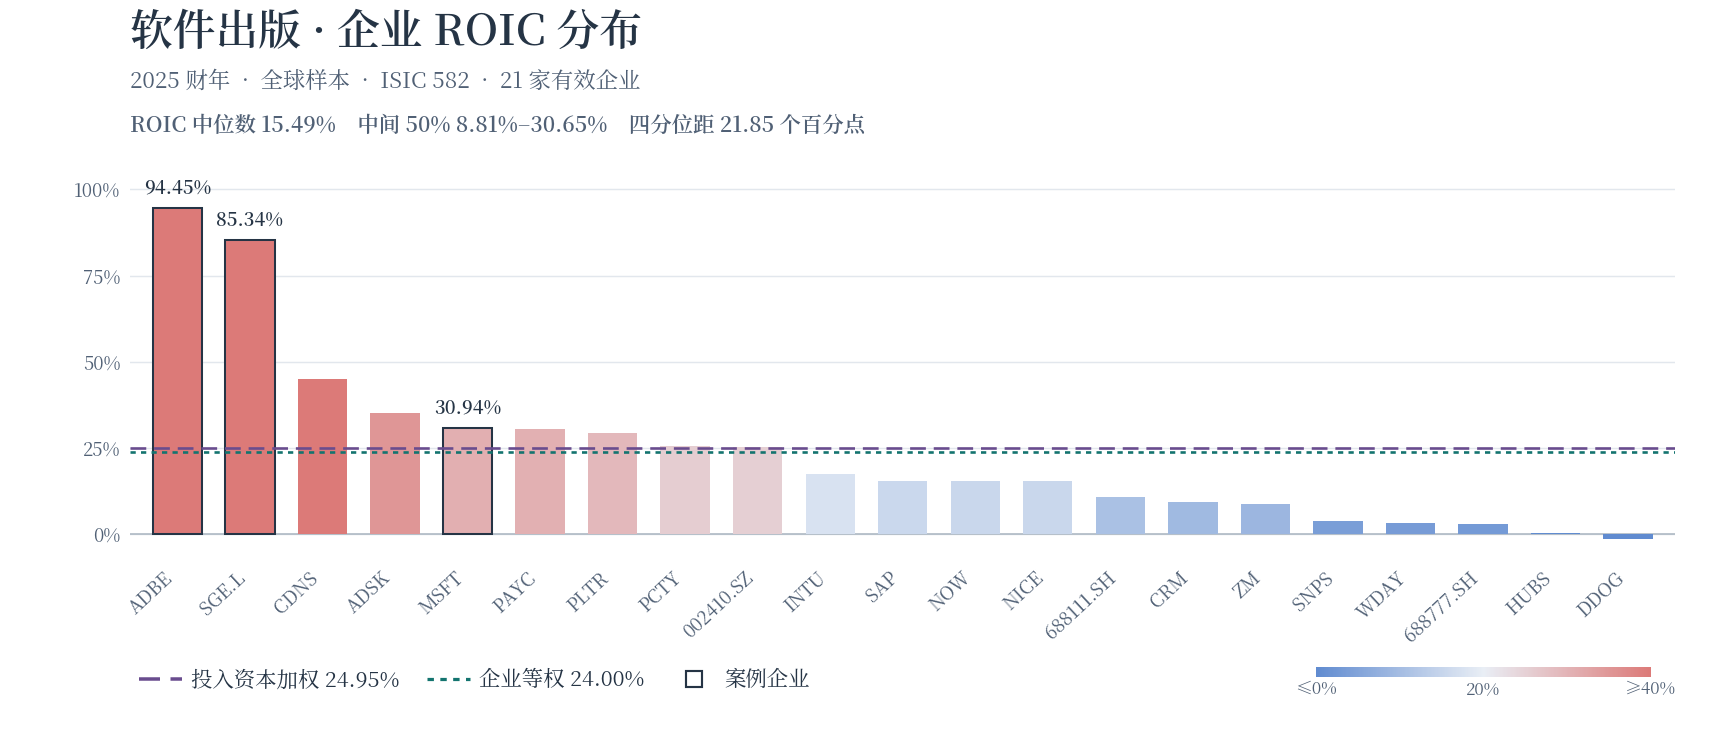 软件出版 · 企业 ROIC 分布
2025 财年 · 全球样本 · ISIC 582 · 21 家有效企业
ROIC 中位数 15.49% 中间 50% 8.81%–30.65% 四分位距 21.85 个百分点
100%
75%
50%
25%
0%
94.45%
85.34%
30.94%
ADBE
SGE.L
CDNS
ADSK
MSFT
PAYC
PLTR
PCTY
002410.SZ
INTU
SAP
NOW
NICE
688111.SH
CRM
ZM
SNPS
WDAY
688777.SH
HUBS
DDOG
投入资本加权 24.95% 企业等权 24.00% 案例企业
⩽0% 20% ⩾40%